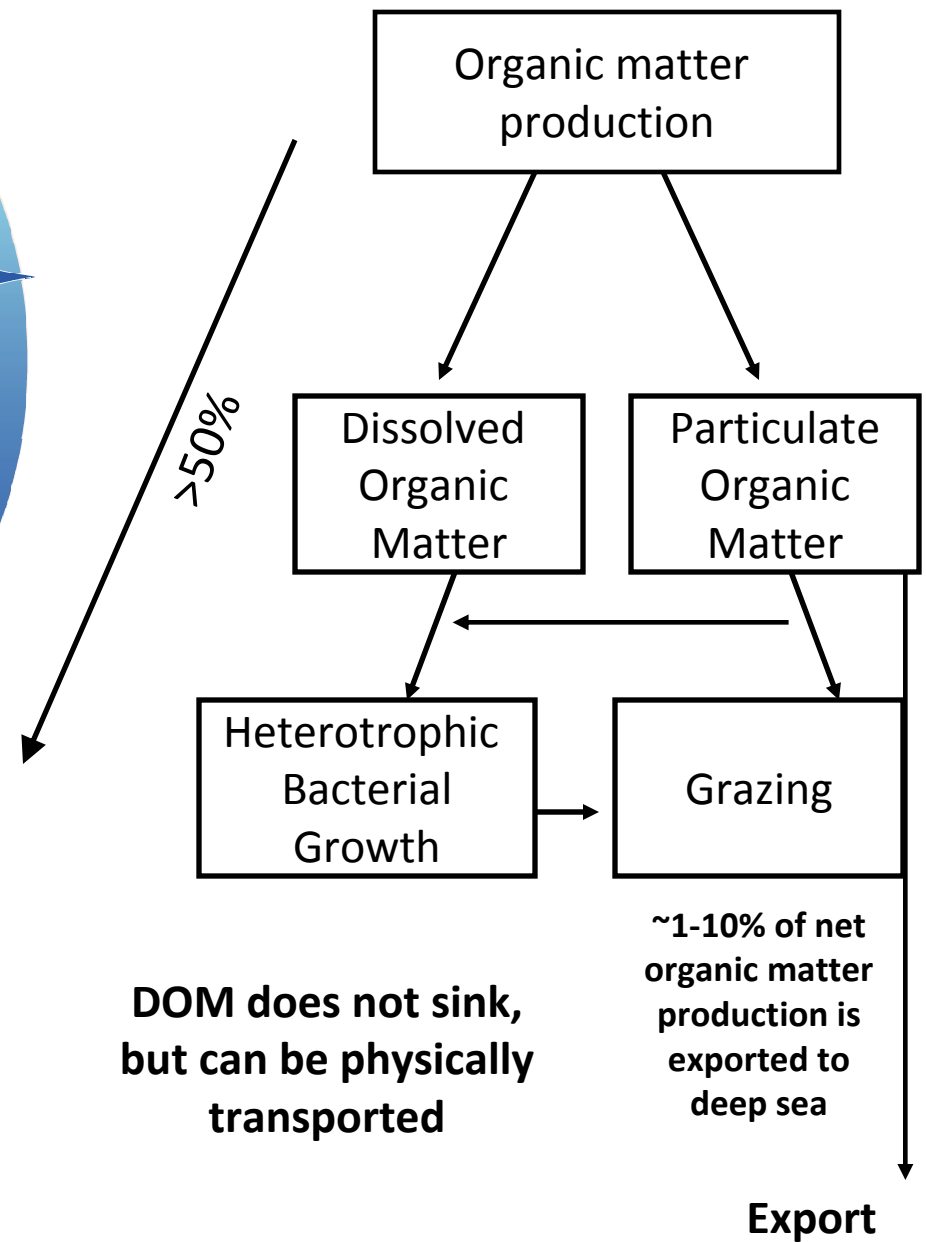 Organic matter
production
>50%
Dissolved
Organic
Matter
Particulate
Organic
Matter
Heterotrophic
Bacterial
Growth
Grazing
DOM does not sink,
but can be physically
transported
~1-10% of net
organic matter
production is
exported to
deep sea
Export